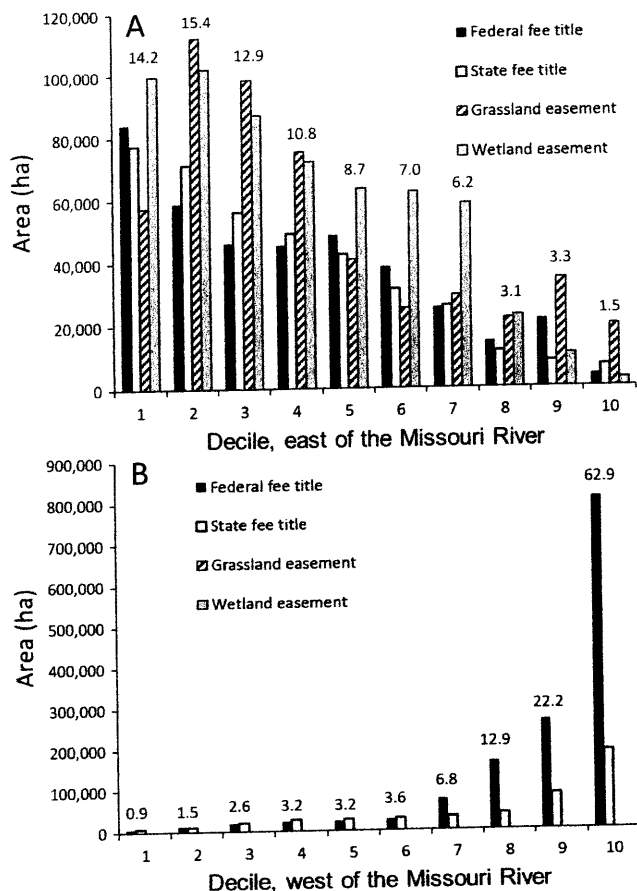 A
120,000
100,000
80,000
60,000
40,000
20,000
0
Area (ha)
14.2
15.4
12.9
10.8
8.7
7.0
6.2
3.1
3.3
1.5
Federal fee title
State fee title
Grassland easement
Wetland easement
1 2 3 4 5 6 7 8 9 10
Decile, east of the Missouri River
B
900,000
800,000
700,000
600,000
500,000
400,000
300,000
200,000
100,000
0
Area (ha)
Federal fee title
State fee title
Grassland easement
Wetland easement
0.9
1.5
2.6
3.2
3.2
3.6
6.8
12.9
22.2
62.9
1 2 3 4 5 6 7 8 9 10
Decile, west of the Missouri River